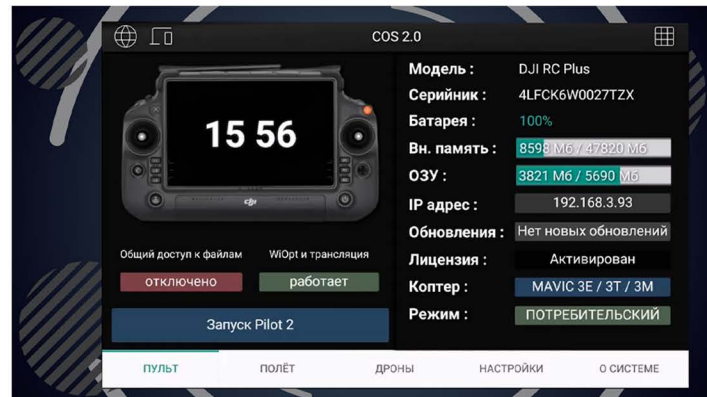 COS 2.0
15 56
dji
Общий доступ к файлам
WiOpt и трансляция
отключено
работает
Запуск Pilot 2
Модель : DJI RC Plus
Серийник : 4LFCK6W0027TZX
Батарея : 100%
Вн. память : 8598 Мб / 47820 Мб
ОЗУ : 3821 Мб / 5690 Мб
IP адрес : 192.168.3.93
Обновления : Нет новых обновлений
Лицензия : Активирован
Коптер : MAVIC 3E / 3T / 3M
Режим : ПОТРЕБИТЕЛЬСКИЙ
ПУЛЬТ
ПОЛЁТ
ДРОНЫ
НАСТРОЙКИ
О СИСТЕМЕ